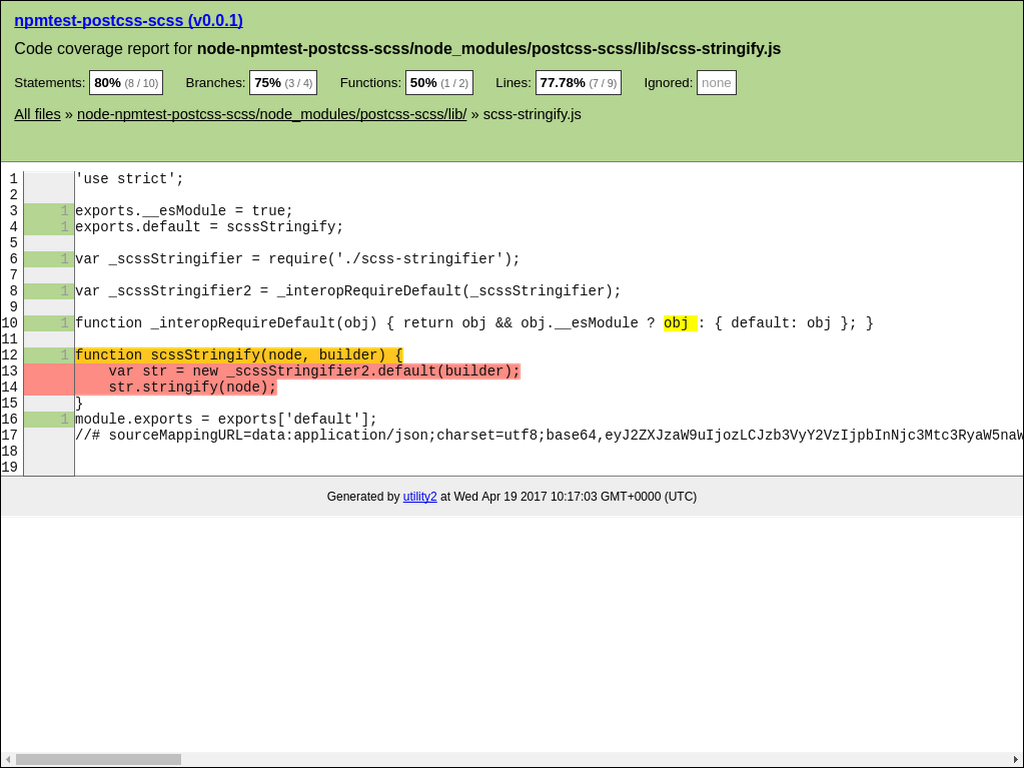 npmtest-postcss-scss (v0.0.1)
Code coverage report for node-npmtest-postcss-scss/node_modules/postcss-scss/lib/scss-stringify.js
Statements: 80% (8 / 10) Branches: 75% (3 / 4) Functions: 50% (1 / 2) Lines: 77.78% (7 / 9) Ignored: none
All files » node-npmtest-postcss-scss/node_modules/postcss-scss/lib/ » scss-stringify.js
1 'use strict';
2
3 1 exports.__esModule = true;
4 1 exports.default = scssStringify;
5
6 1 var _scssStringifier = require('./scss-stringifier');
7
8 1 var _scssStringifier2 = _interopRequireDefault(_scssStringifier);
9
10 1 function _interopRequireDefault(obj) { return obj && obj.__esModule ? obj : { default: obj }; }
11
12 1 function scssStringify(node, builder) {
13 var str = new _scssStringifier2.default(builder);
14 str.stringify(node);
15 }
16 1 module.exports = exports['default'];
17 //# sourceMappingURL=data:application/json;charset=utf8;base64,eyJ2ZXJzaW9uIjozLCJzb3VyY2VzIjpbInNjc3Mtc3RyaW5naW
18
19
Generated by utility2 at Wed Apr 19 2017 10:17:03 GMT+0000 (UTC)